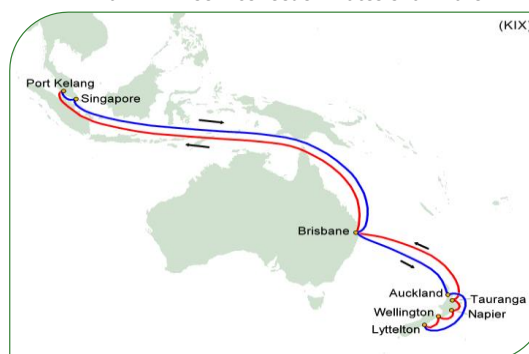 (KIX)
Port Kelang
Singapore
Brisbane
Auckland
Tauranga
Wellington
Napier
Lyttelton